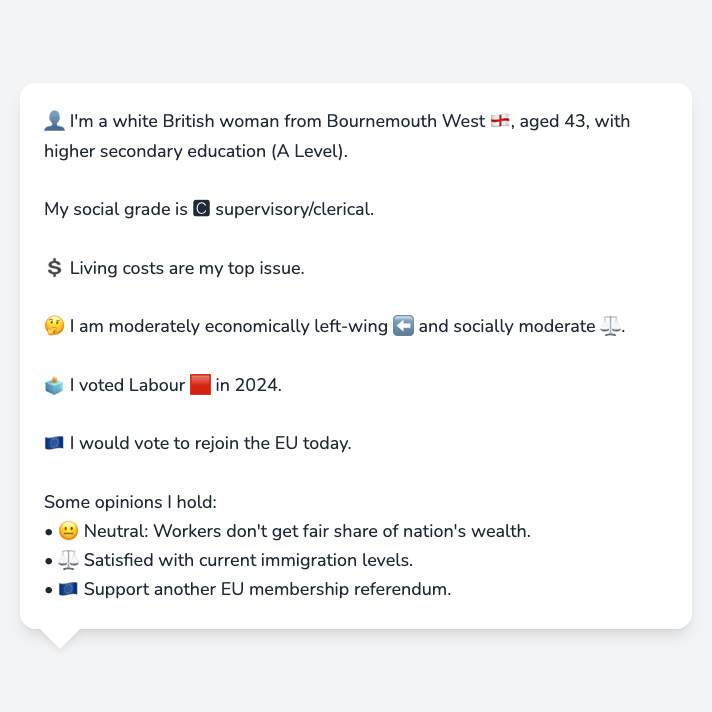 👤 I'm a white British woman from Bournemouth West 🏴󠁧󠁢󠁥󠁮󠁧󠁿, aged 43, with
higher secondary education (A Level).
My social grade is 🅲 supervisory/clerical.
💲 Living costs are my top issue.
🤔 I am moderately economically left-wing ⬅️ and socially moderate ⚖️.
🗳️ I voted Labour 🟥 in 2024.
🇪🇺 I would vote to rejoin the EU today.
Some opinions I hold:
• 😐 Neutral: Workers don't get fair share of nation's wealth.
• ⚖️ Satisfied with current immigration levels.
• 🇪🇺 Support another EU membership referendum.